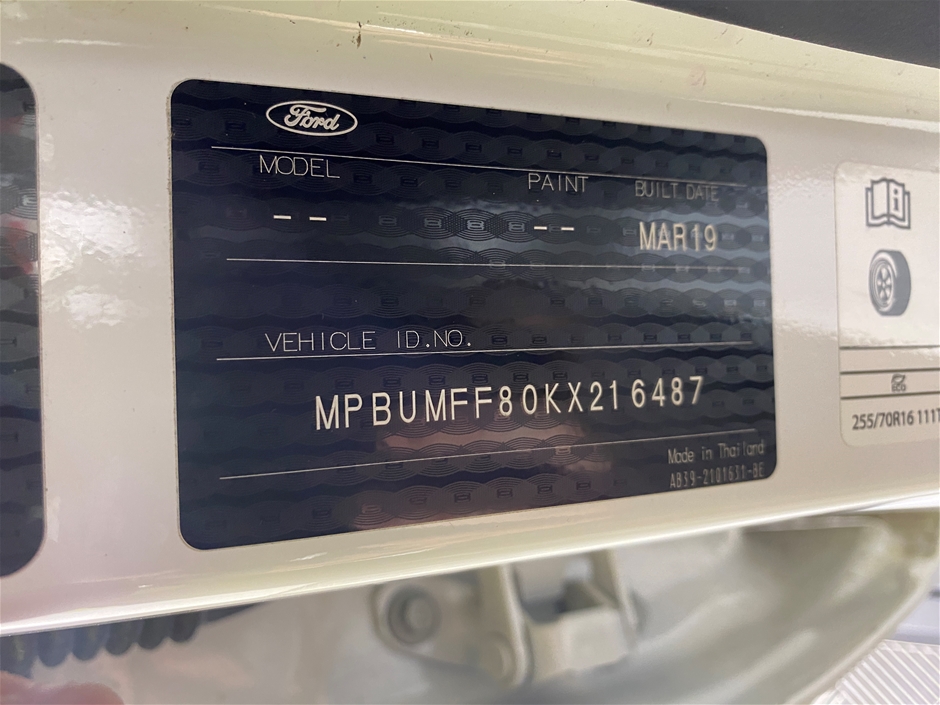 Ford
MODEL PAINT BUILT DATE
-- -- MAR19
VEHICLE ID.NO.
MPBUMFF80KX216487
Made in Thailand
AB39-2101631-BE
i
ECO
255/70R16 111T